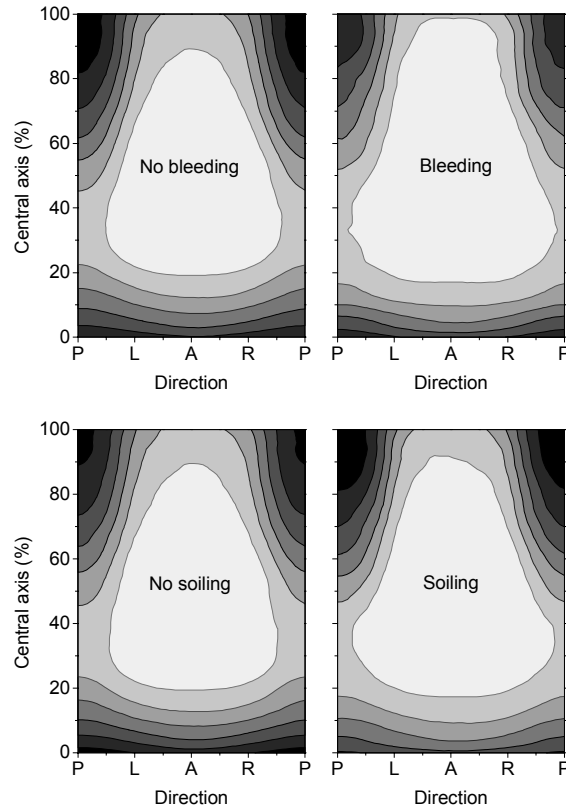 100
80
60
40
20
0
Central axis (%)
No bleeding
P L A R P
Direction
Bleeding
P L A R P
Direction
100
80
60
40
20
0
Central axis (%)
No soiling
P L A R P
Direction
Soiling
P L A R P
Direction